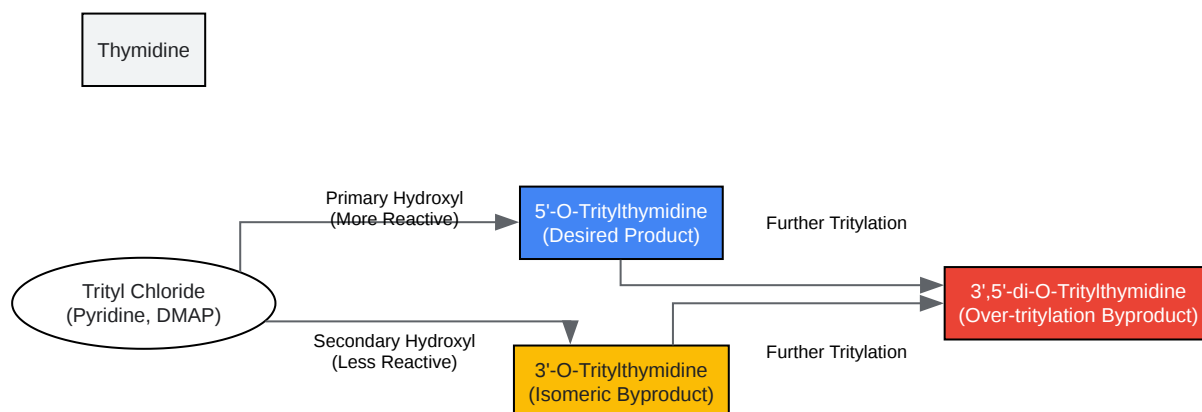 Thymidine
Primary Hydroxyl
(More Reactive)
5'-O-Tritylthymidine
(Desired Product)
Further Tritylation
Trityl Chloride
(Pyridine, DMAP)
3',5'-di-O-Tritylthymidine
(Over-tritylation Byproduct)
Secondary Hydroxyl
(Less Reactive)
3'-O-Tritylthymidine
(Isomeric Byproduct)
Further Tritylation